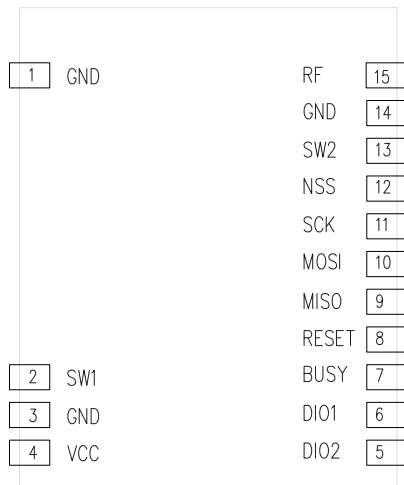 1 GND RF 15
GND 14
SW2 13
NSS 12
SCK 11
MOSI 10
MISO 9
RESET 8
2 SW1 BUSY 7
3 GND DIO1 6
4 VCC DIO2 5